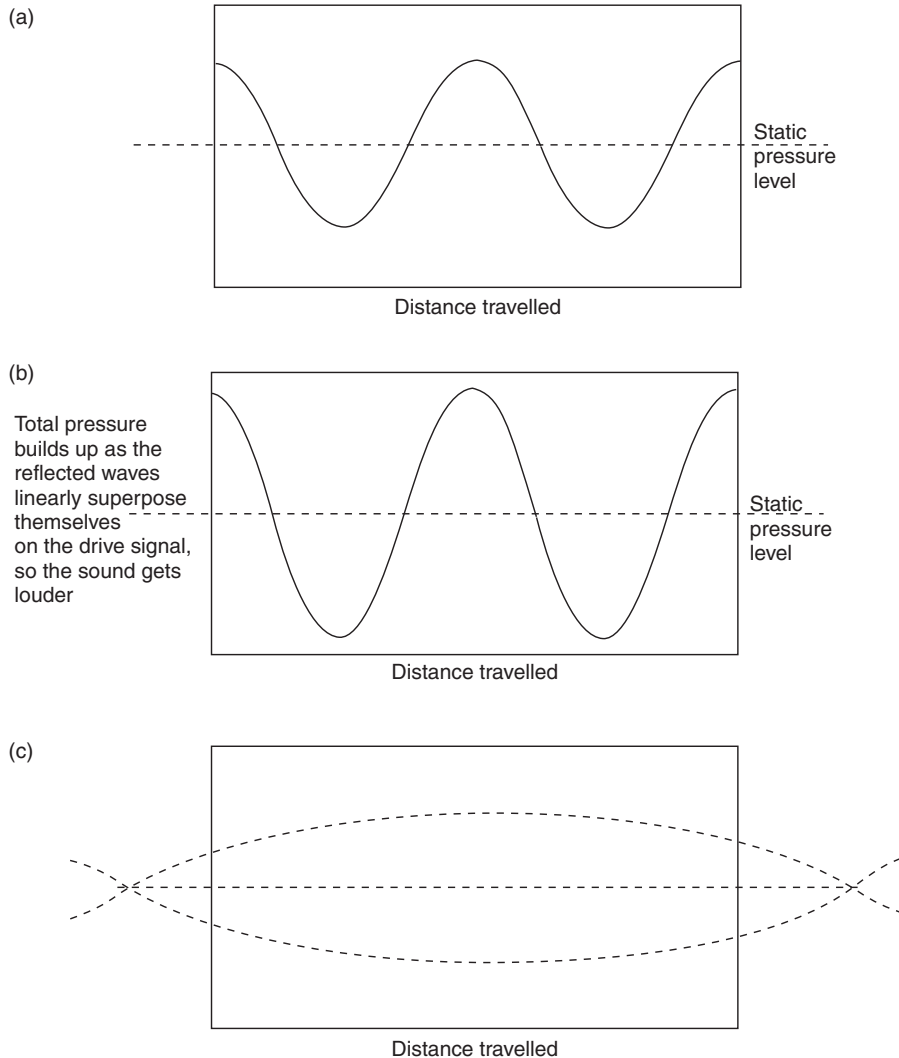 (a)
Static
pressure
level
Distance travelled
(b)
Total pressure
builds up as the
reflected waves
linearly superpose
themselves
on the drive signal,
so the sound gets
louder
Static
pressure
level
Distance travelled
(c)
Distance travelled